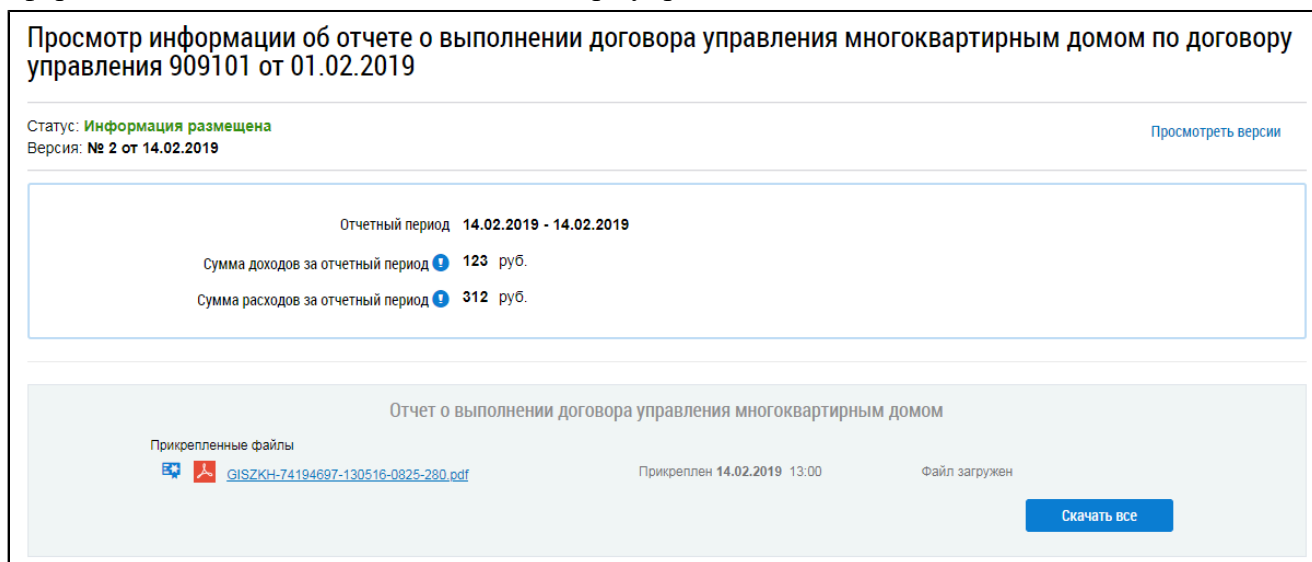 Просмотр информации об отчете о выполнении договора управления многоквартирным домом по договору
управления 909101 от 01.02.2019
Статус: Информация размещена
Просмотреть версии
Версия: № 2 от 14.02.2019
Отчетный период 14.02.2019 - 14.02.2019
Сумма доходов за отчетный период 123 руб.
Сумма расходов за отчетный период 312 руб.
Отчет о выполнении договора управления многоквартирным домом
Прикрепленные файлы
GISZKH-74194697-130516-0825-280.pdf Прикреплен 14.02.2019 13:00 Файл загружен
Скачать все